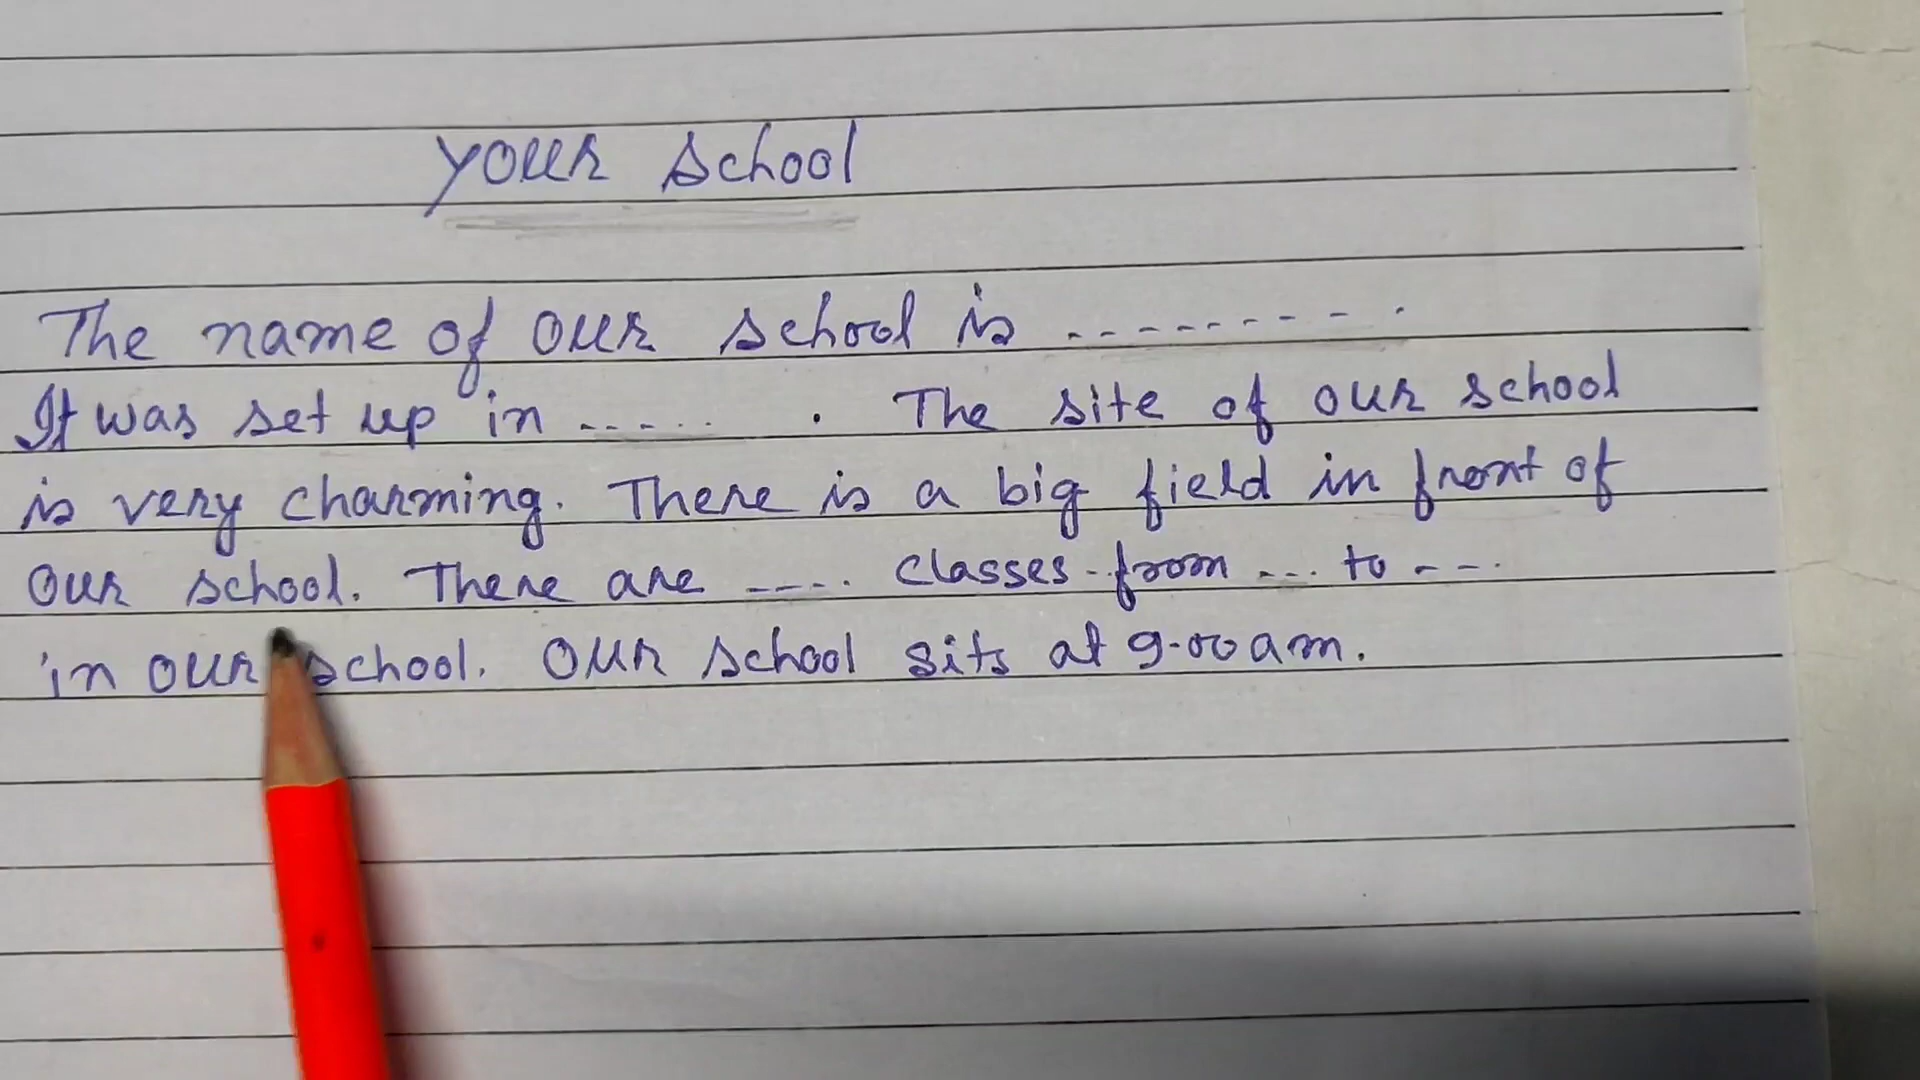 Your school
The name of our school is .........
It was set up in ...... . The site of our school
is very charming. There is a big field in front of
our school. There are ..... classes from ... to ....
in our school. Our school sits at 9.00 am.